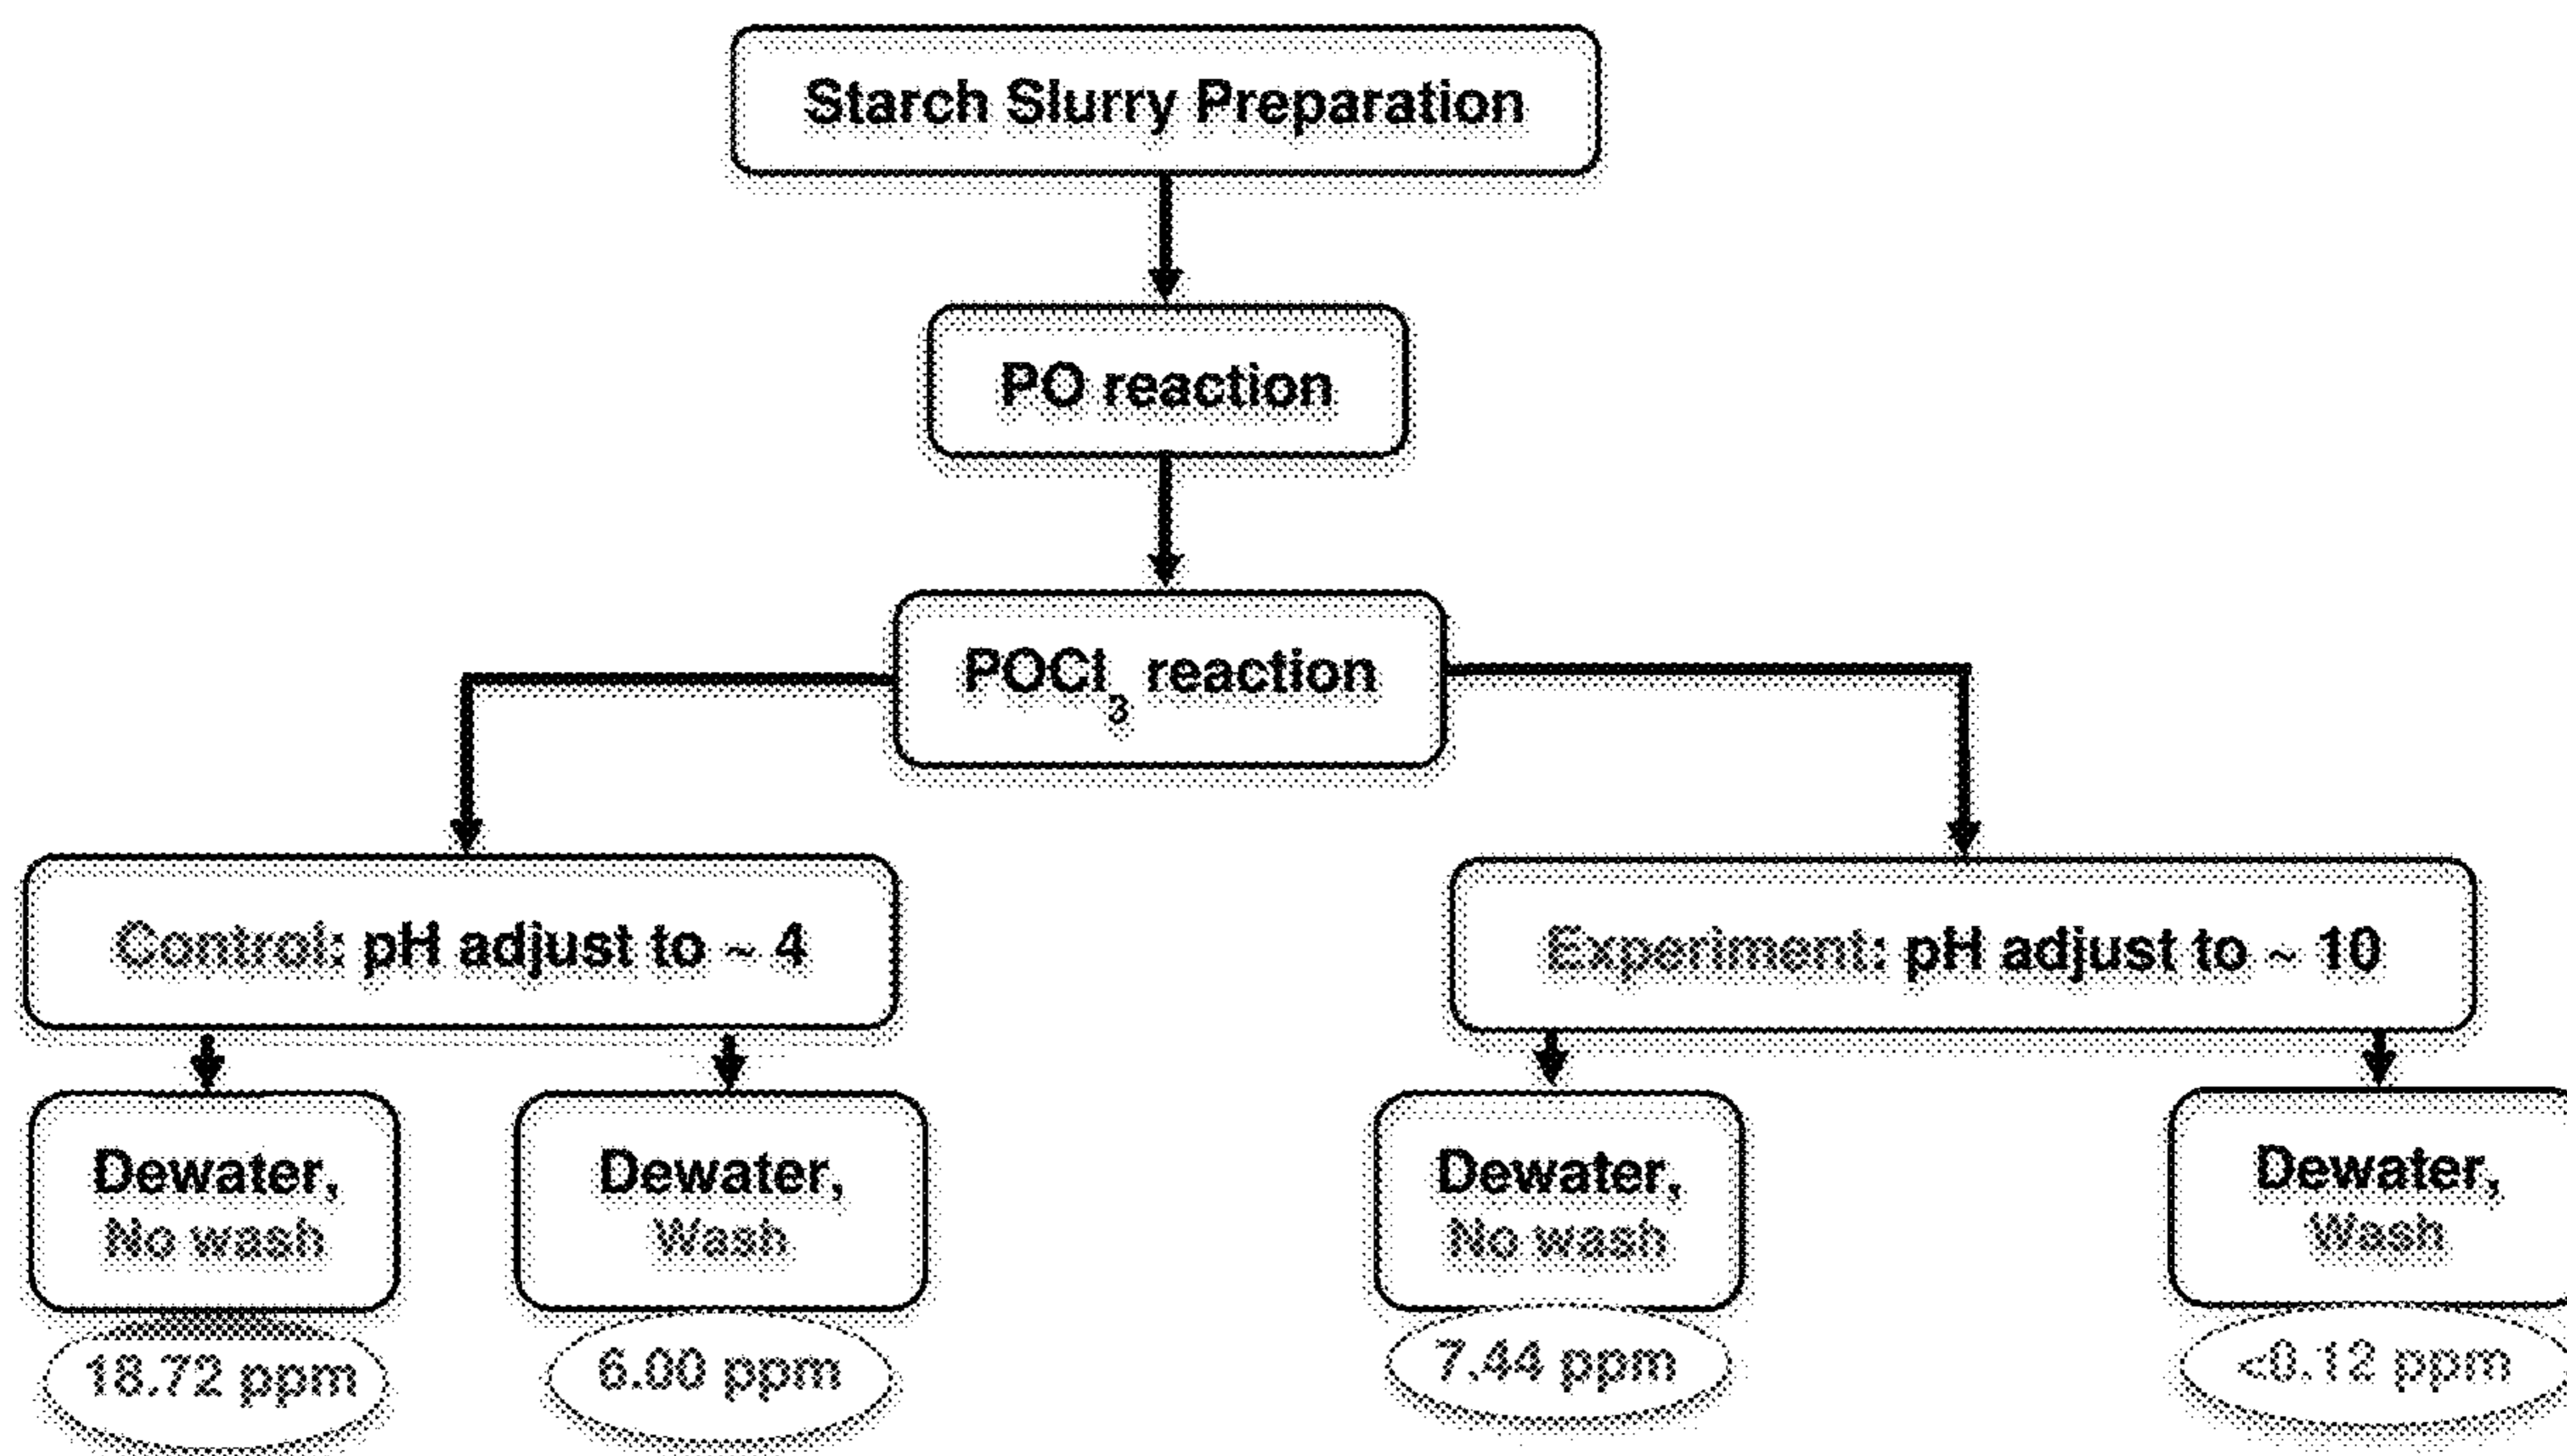 Starch Slurry Preparation
PO reaction
POCl₃ reaction
Control: pH adjust to ~ 4
Experiment: pH adjust to ~ 10
Dewater,
No wash
18.72 ppm
Dewater,
Wash
6.00 ppm
Dewater,
No wash
7.44 ppm
Dewater,
Wash
<0.12 ppm